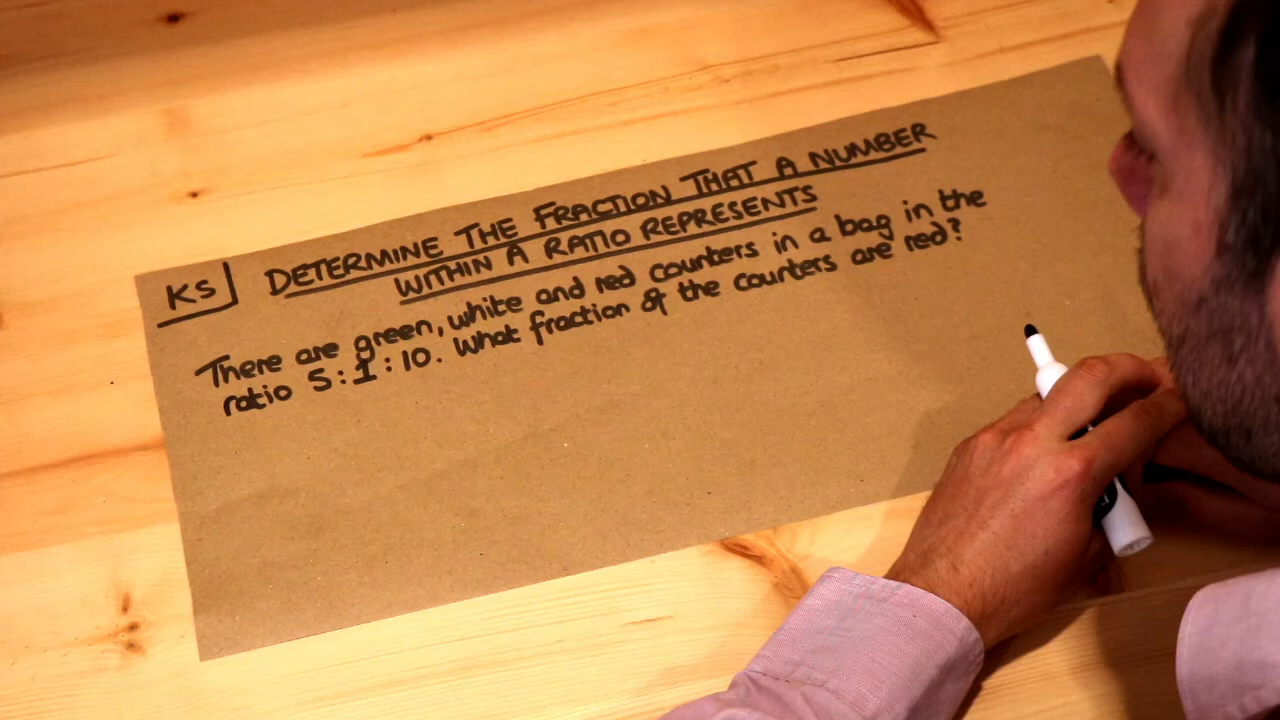 KS
DETERMINE THE FRACTION THAT A NUMBER
WITHIN A RATIO REPRESENTS
There are green, white and red counters in a bag in the
ratio 5:1:10. What fraction of the counters are red?